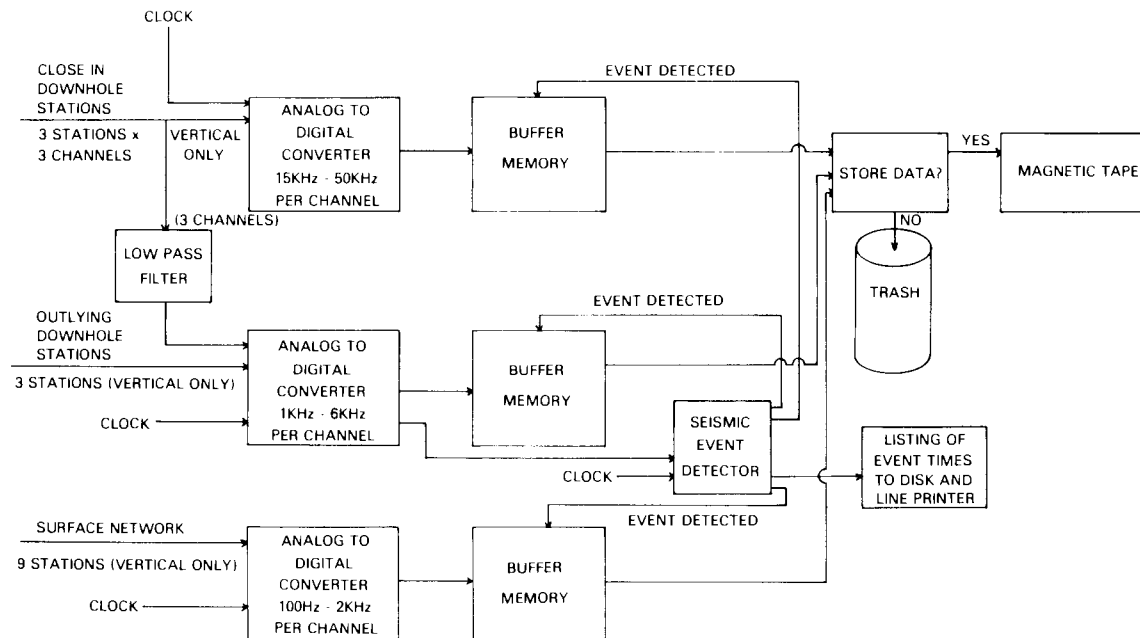 CLOCK
CLOSE IN
DOWNHOLE
STATIONS
3 STATIONS x
3 CHANNELS
VERTICAL
ONLY
ANALOG TO
DIGITAL
CONVERTER
15KHz - 50KHz
PER CHANNEL
EVENT DETECTED
BUFFER
MEMORY
STORE DATA?
YES
MAGNETIC TAPE
NO
TRASH
(3 CHANNELS)
LOW PASS
FILTER
OUTLYING
DOWNHOLE
STATIONS
3 STATIONS (VERTICAL ONLY)
CLOCK
ANALOG TO
DIGITAL
CONVERTER
1KHz - 6KHz
PER CHANNEL
EVENT DETECTED
BUFFER
MEMORY
SEISMIC
EVENT
DETECTOR
CLOCK
LISTING OF
EVENT TIMES
TO DISK AND
LINE PRINTER
EVENT DETECTED
SURFACE NETWORK
9 STATIONS (VERTICAL ONLY)
CLOCK
ANALOG TO
DIGITAL
CONVERTER
100Hz - 2KHz
PER CHANNEL
BUFFER
MEMORY